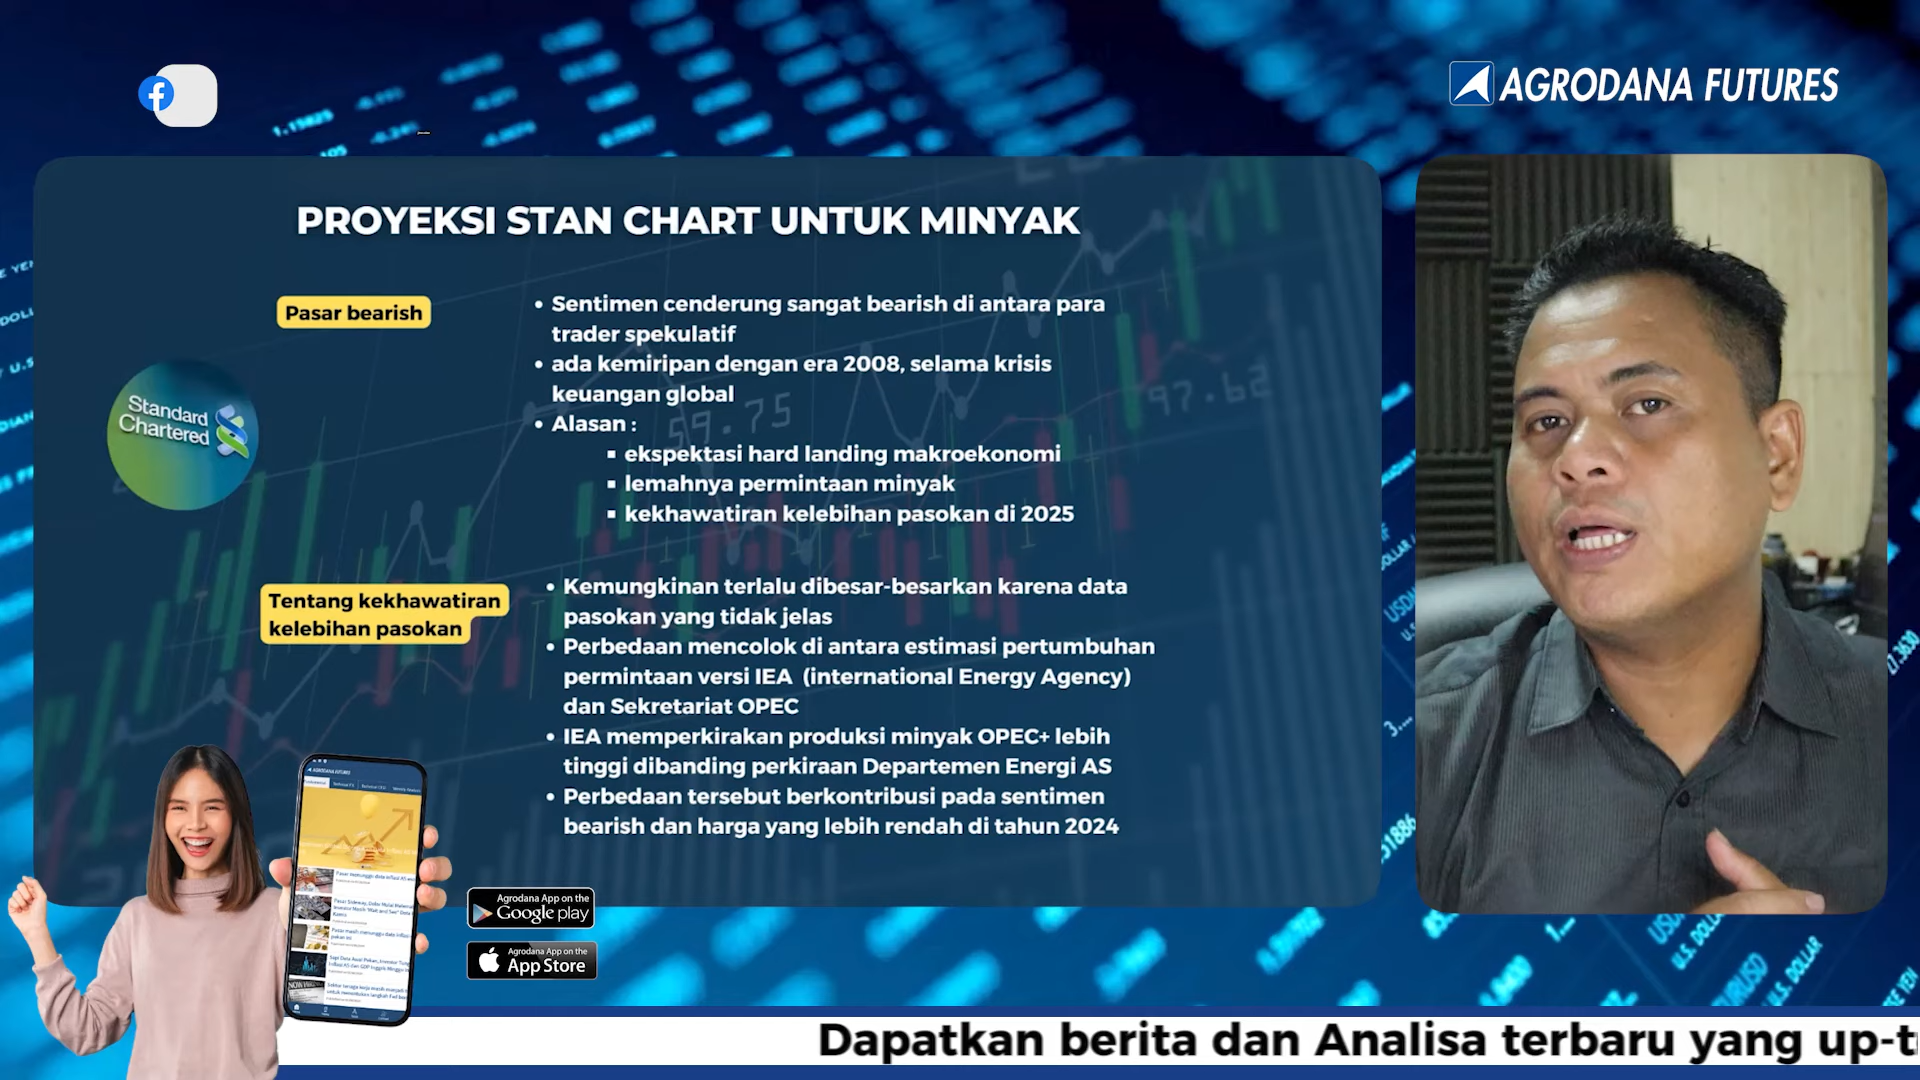 AGRODANA FUTURES
PROYEKSI STAN CHART UNTUK MINYAK
Pasar bearish
• Sentimen cenderung sangat bearish di antara para
trader spekulatif
• ada kemiripan dengan era 2008, selama krisis
keuangan global
• Alasan :
▪ ekspektasi hard landing makroekonomi
▪ lemahnya permintaan minyak
▪ kekhawatiran kelebihan pasokan di 2025
Standard
Chartered
Tentang kekhawatiran
kelebihan pasokan
• Kemungkinan terlalu dibesar-besarkan karena data
pasokan yang tidak jelas
• Perbedaan mencolok di antara estimasi pertumbuhan
permintaan versi IEA (international Energy Agency)
dan Sekretariat OPEC
• IEA memperkirakan produksi minyak OPEC+ lebih
tinggi dibanding perkiraan Departemen Energi AS
• Perbedaan tersebut berkontribusi pada sentimen
bearish dan harga yang lebih rendah di tahun 2024
59.75
97.62
AGRODANA FUTURES
Agrodana App on the
Google play
Agrodana App on the
App Store
Dapatkan berita dan Analisa terbaru yang